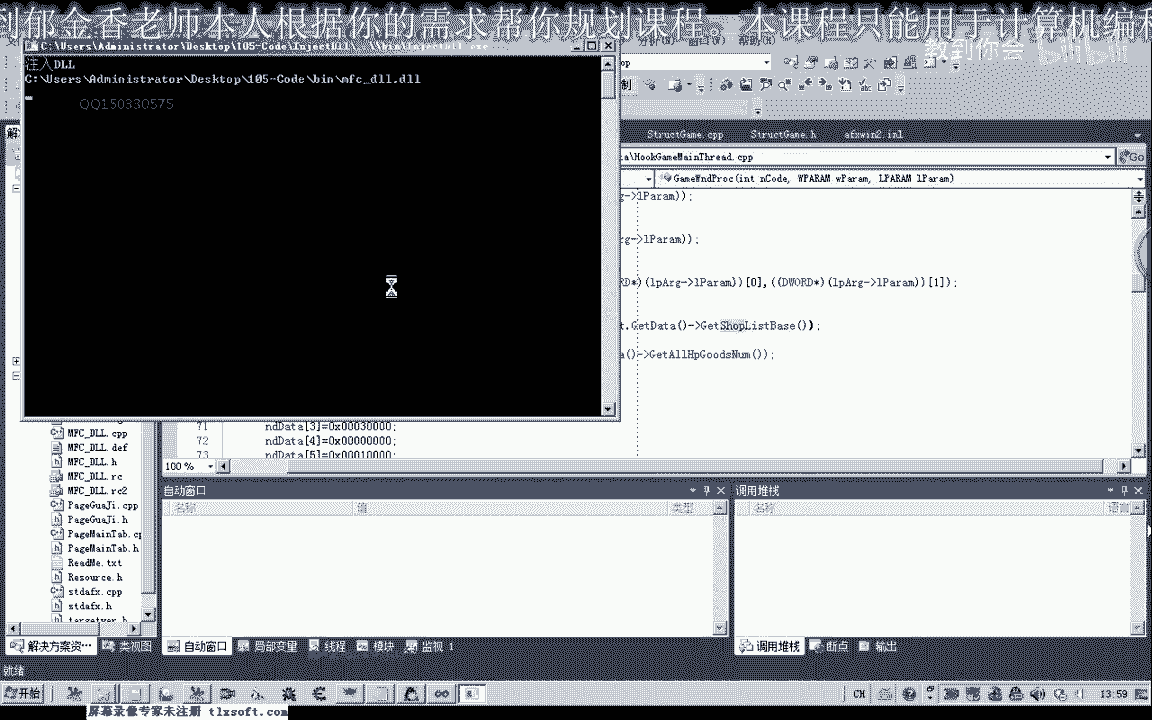 到郁金香老师本人根据你的需求帮你规划课程。 本课程只能用于计算机编程
教到你会 bilibili
C:\Users\Administrator\Desktop\105-Code\InjectDll\
注入DLL
C:\Users\Administrator\Desktop\105-Code\bin\mfc_dll.dll
QQ150330575
StructGame.cpp StructGame.h afxwin2.inl
\HookGameMainThread.cpp
Go
GameWndProc(int nCode, WPARAM wParam, LPARAM lParam)
->lParam));
->lParam));
*)(lpArg->lParam))[0],((DWORD*)(lpArg->lParam))[1]);
t.GetData()->GetShopListBase());
()->GetAllHpGoodsNum());
71 ndData[3]=0x00030000;
72 ndData[4]=0x00000000;
73 ndData[5]=0x00010000;
100 %
MFC_DLL.cpp
MFC_DLL.def
MFC_DLL.h
MFC_DLL.rc
MFC_DLL.rc2
PageGuaJi.cpp
PageGuaJi.h
PageMainTab.cp
PageMainTab.h
ReadMe.txt
Resource.h
stdafx.cpp
stdafx.h
targetver.h
自动窗口
名称 值 类型
调用堆栈
名称 语言
解决方案资... 类视图
自动窗口 局部变量 线程 模块 监视 1
调用堆栈 断点 输出
就绪
开始
CH
13:59
屏幕录像专家未注册 tlxsoft.com